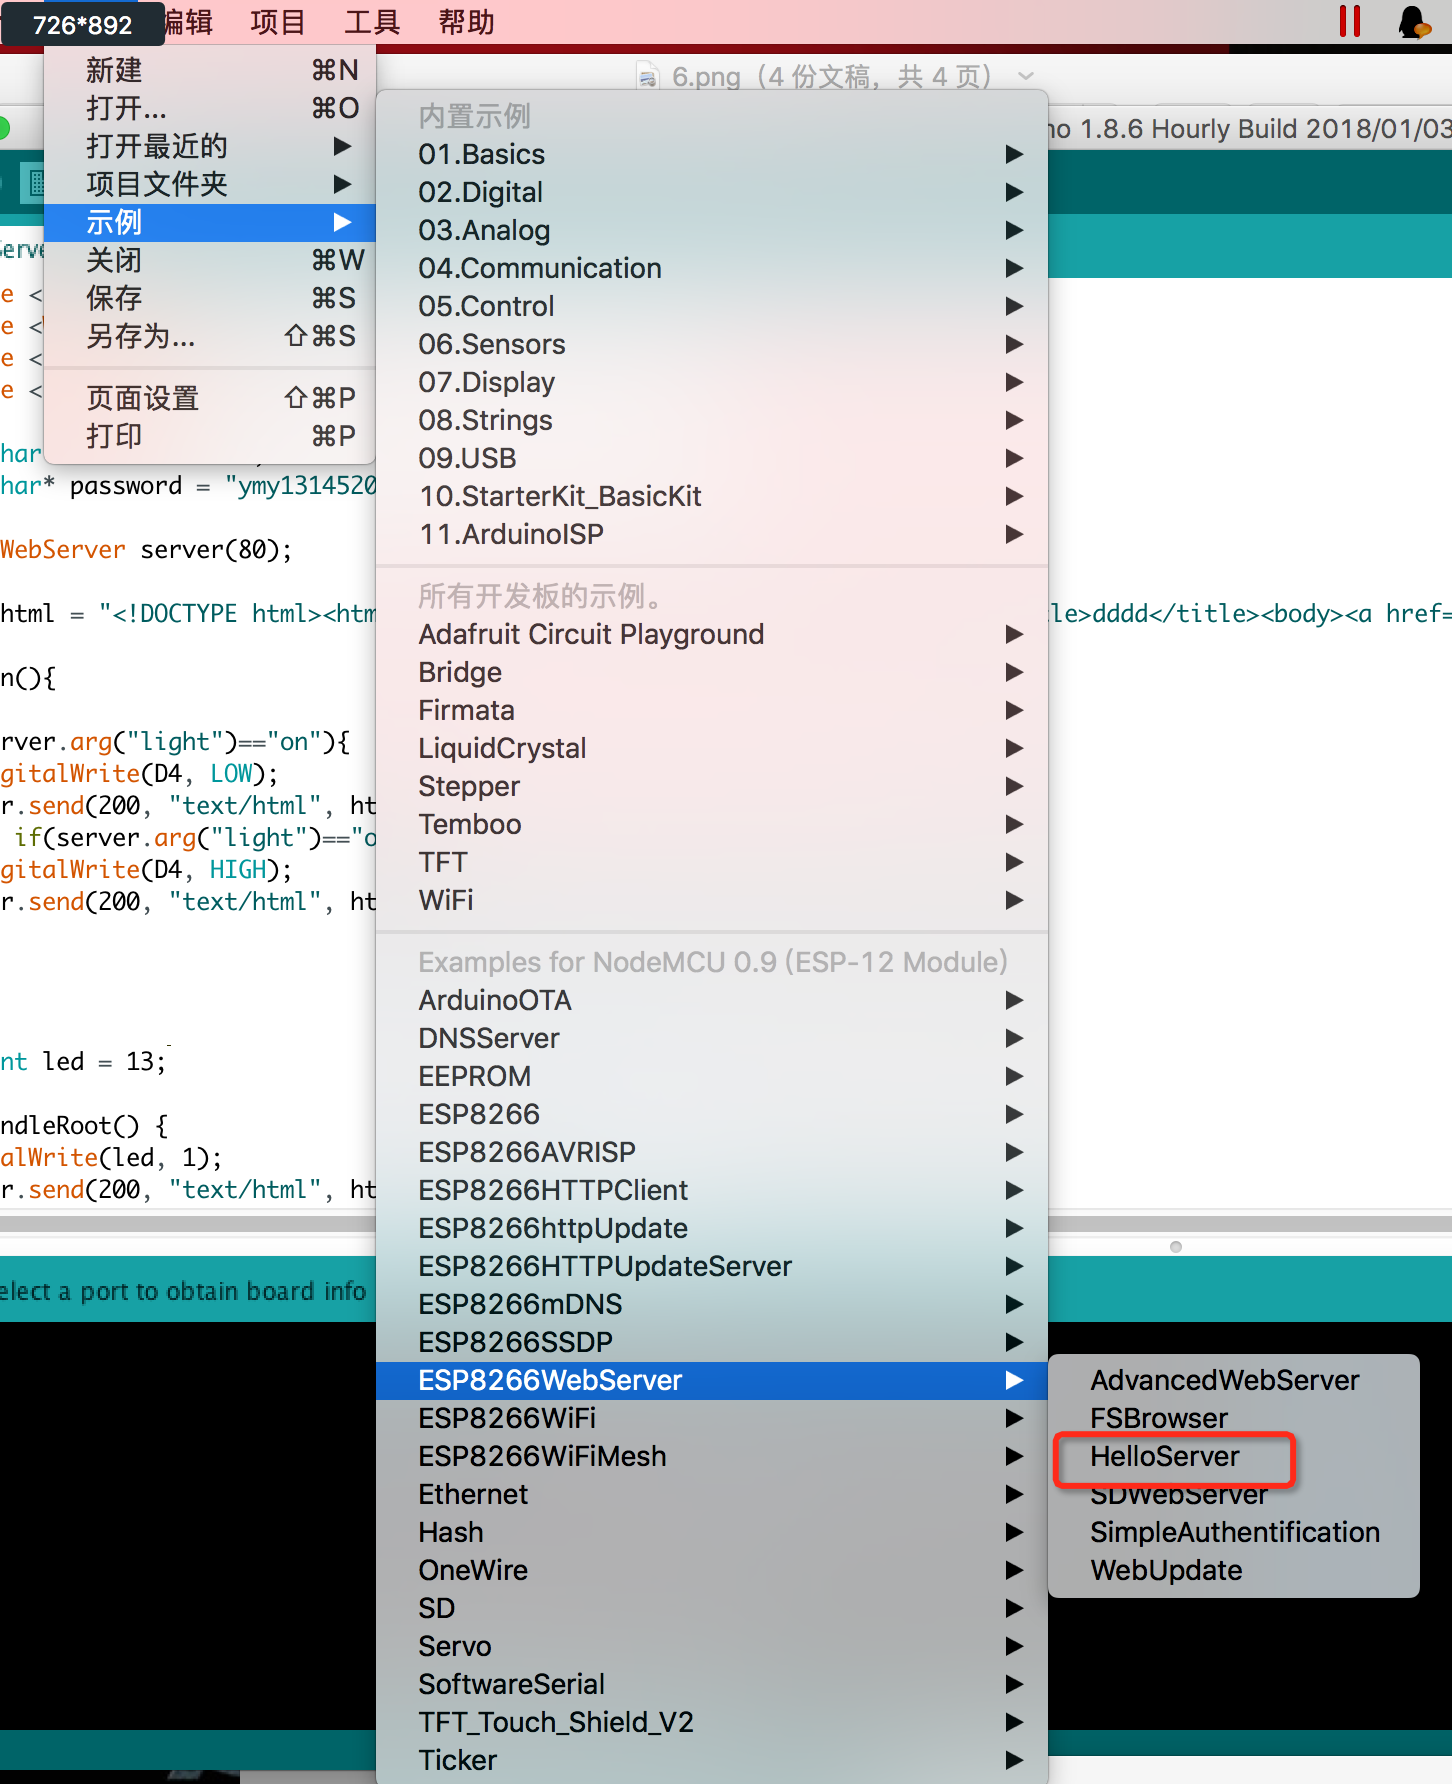 726*892
编辑 项目 工具 帮助
6.png（4 份文稿，共 4 页）
no 1.8.6 Hourly Build 2018/01/03
新建 ⌘N
打开... ⌘O
打开最近的 ▶
项目文件夹 ▶
示例 ▶
关闭 ⌘W
保存 ⌘S
另存为... ⇧⌘S
页面设置 ⇧⌘P
打印 ⌘P
内置示例
01.Basics ▶
02.Digital ▶
03.Analog ▶
04.Communication ▶
05.Control ▶
06.Sensors ▶
07.Display ▶
08.Strings ▶
09.USB ▶
10.StarterKit_BasicKit ▶
11.ArduinoISP ▶
所有开发板的示例。
Adafruit Circuit Playground ▶
Bridge ▶
Firmata ▶
LiquidCrystal ▶
Stepper ▶
Temboo ▶
TFT ▶
WiFi ▶
Examples for NodeMCU 0.9 (ESP-12 Module)
ArduinoOTA ▶
DNSServer ▶
EEPROM ▶
ESP8266 ▶
ESP8266AVRISP ▶
ESP8266HTTPClient ▶
ESP8266httpUpdate ▶
ESP8266HTTPUpdateServer ▶
ESP8266mDNS ▶
ESP8266SSDP ▶
ESP8266WebServer ▶
ESP8266WiFi ▶
ESP8266WiFiMesh ▶
Ethernet ▶
Hash ▶
OneWire ▶
SD ▶
Servo ▶
SoftwareSerial ▶
TFT_Touch_Shield_V2 ▶
Ticker ▶
AdvancedWebServer
FSBrowser
HelloServer
SDWebServer
SimpleAuthentification
WebUpdate
erve
e <
e <
e <
e <
har
har* password = "ymy1314520
WebServer server(80);
html = "<!DOCTYPE html><htm le>dddd</title><body><a href=
n(){
rver.arg("light")=="on"){
gitalWrite(D4, LOW);
r.send(200, "text/html", ht
if(server.arg("light")=="o
gitalWrite(D4, HIGH);
r.send(200, "text/html", ht
nt led = 13;
ndleRoot() {
alWrite(led, 1);
r.send(200, "text/html", ht
elect a port to obtain board info